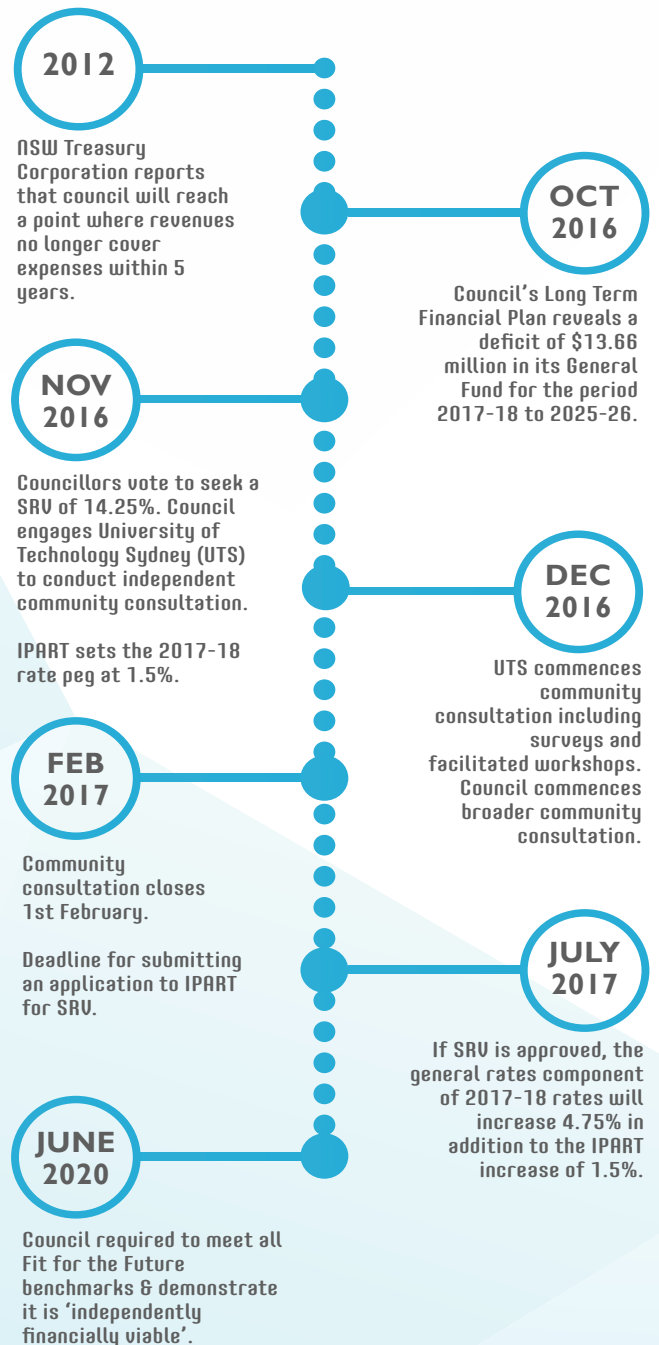 2012
NSW Treasury
Corporation reports
that council will reach
a point where revenues
no longer cover
expenses within 5
years.
OCT
2016
Council's Long Term
Financial Plan reveals a
deficit of $13.66
million in its General
Fund for the period
2017-18 to 2025-26.
NOV
2016
Councillors vote to seek a
SRV of 14.25%. Council
engages University of
Technology Sydney (UTS)
to conduct independent
community consultation.
IPART sets the 2017-18
rate peg at 1.5%.
DEC
2016
UTS commences
community
consultation including
surveys and
facilitated workshops.
Council commences
broader community
consultation.
FEB
2017
Community
consultation closes
1st February.
Deadline for submitting
an application to IPART
for SRV.
JULY
2017
If SRV is approved, the
general rates component
of 2017-18 rates will
increase 4.75% in
addition to the IPART
increase of 1.5%.
JUNE
2020
Council required to meet all
Fit for the Future
benchmarks & demonstrate
it is 'independently
financially viable'.